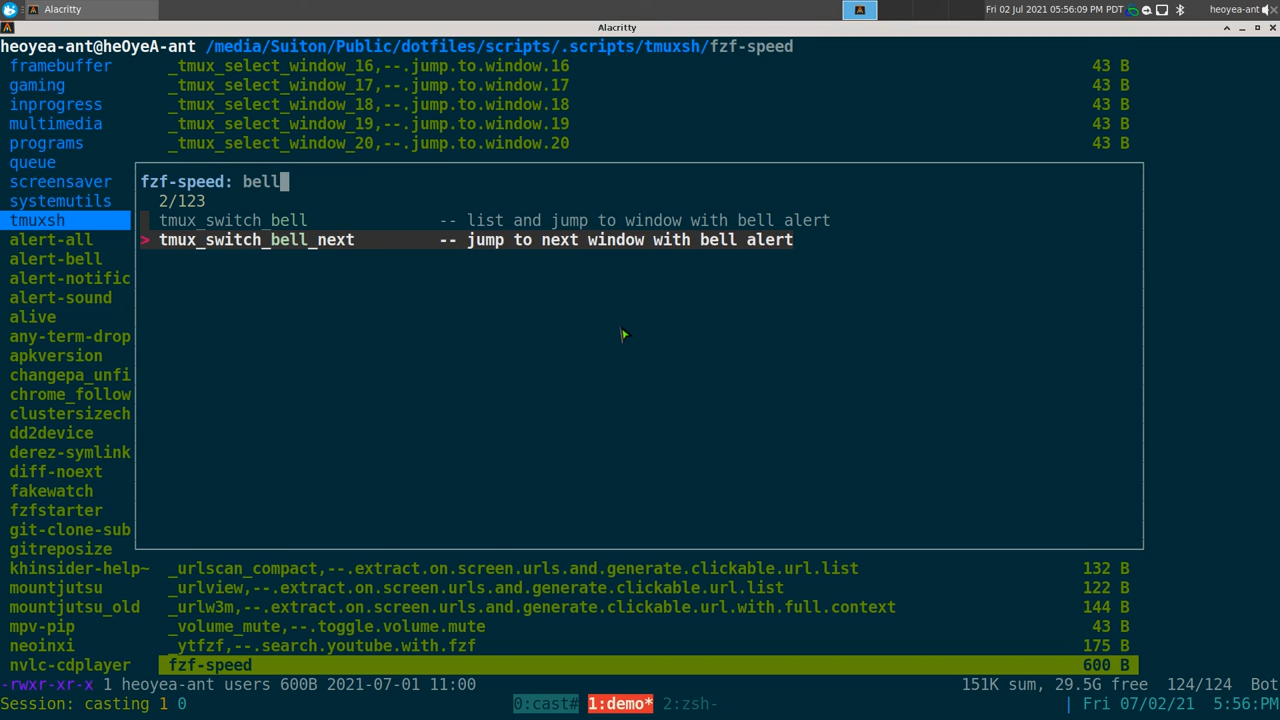 Alacritty Fri 02 Jul 2021 05:56:09 PM PDT heoyea-ant
Alacritty
heoyea-ant@heOyeA-ant /media/Suiton/Public/dotfiles/scripts/.scripts/tmuxsh/fzf-speed
framebuffer _tmux_select_window_16,--.jump.to.window.16 43 B
gaming _tmux_select_window_17,--.jump.to.window.17 43 B
inprogress _tmux_select_window_18,--.jump.to.window.18 43 B
multimedia _tmux_select_window_19,--.jump.to.window.19 43 B
programs _tmux_select_window_20,--.jump.to.window.20 43 B
queue
screensaver fzf-speed: bell
systemutils 2/123
tmuxsh tmux_switch_bell -- list and jump to window with bell alert
alert-all > tmux_switch_bell_next -- jump to next window with bell alert
alert-bell
alert-notific
alert-sound
alive
any-term-drop
apkversion
changepa_unfi
chrome_follow
clustersizech
dd2device
derez-symlink
diff-noext
fakewatch
fzfstarter
git-clone-sub
gitreposize
khinsider-help~ _urlscan_compact,--.extract.on.screen.urls.and.generate.clickable.url.list 132 B
mountjutsu _urlview,--.extract.on.screen.urls.and.generate.clickable.url.list 122 B
mountjutsu_old _urlw3m,--.extract.on.screen.urls.and.generate.clickable.url.with.full.context 144 B
mpv-pip _volume_mute,--.toggle.volume.mute 43 B
neoinxi _ytfzf,--.search.youtube.with.fzf 175 B
nvlc-cdplayer fzf-speed 600 B
-rwxr-xr-x 1 heoyea-ant users 600B 2021-07-01 11:00 151K sum, 29.5G free 124/124 Bot
Session: casting 1 0 0:cast# 1:demo* 2:zsh- | Fri 07/02/21 5:56:PM